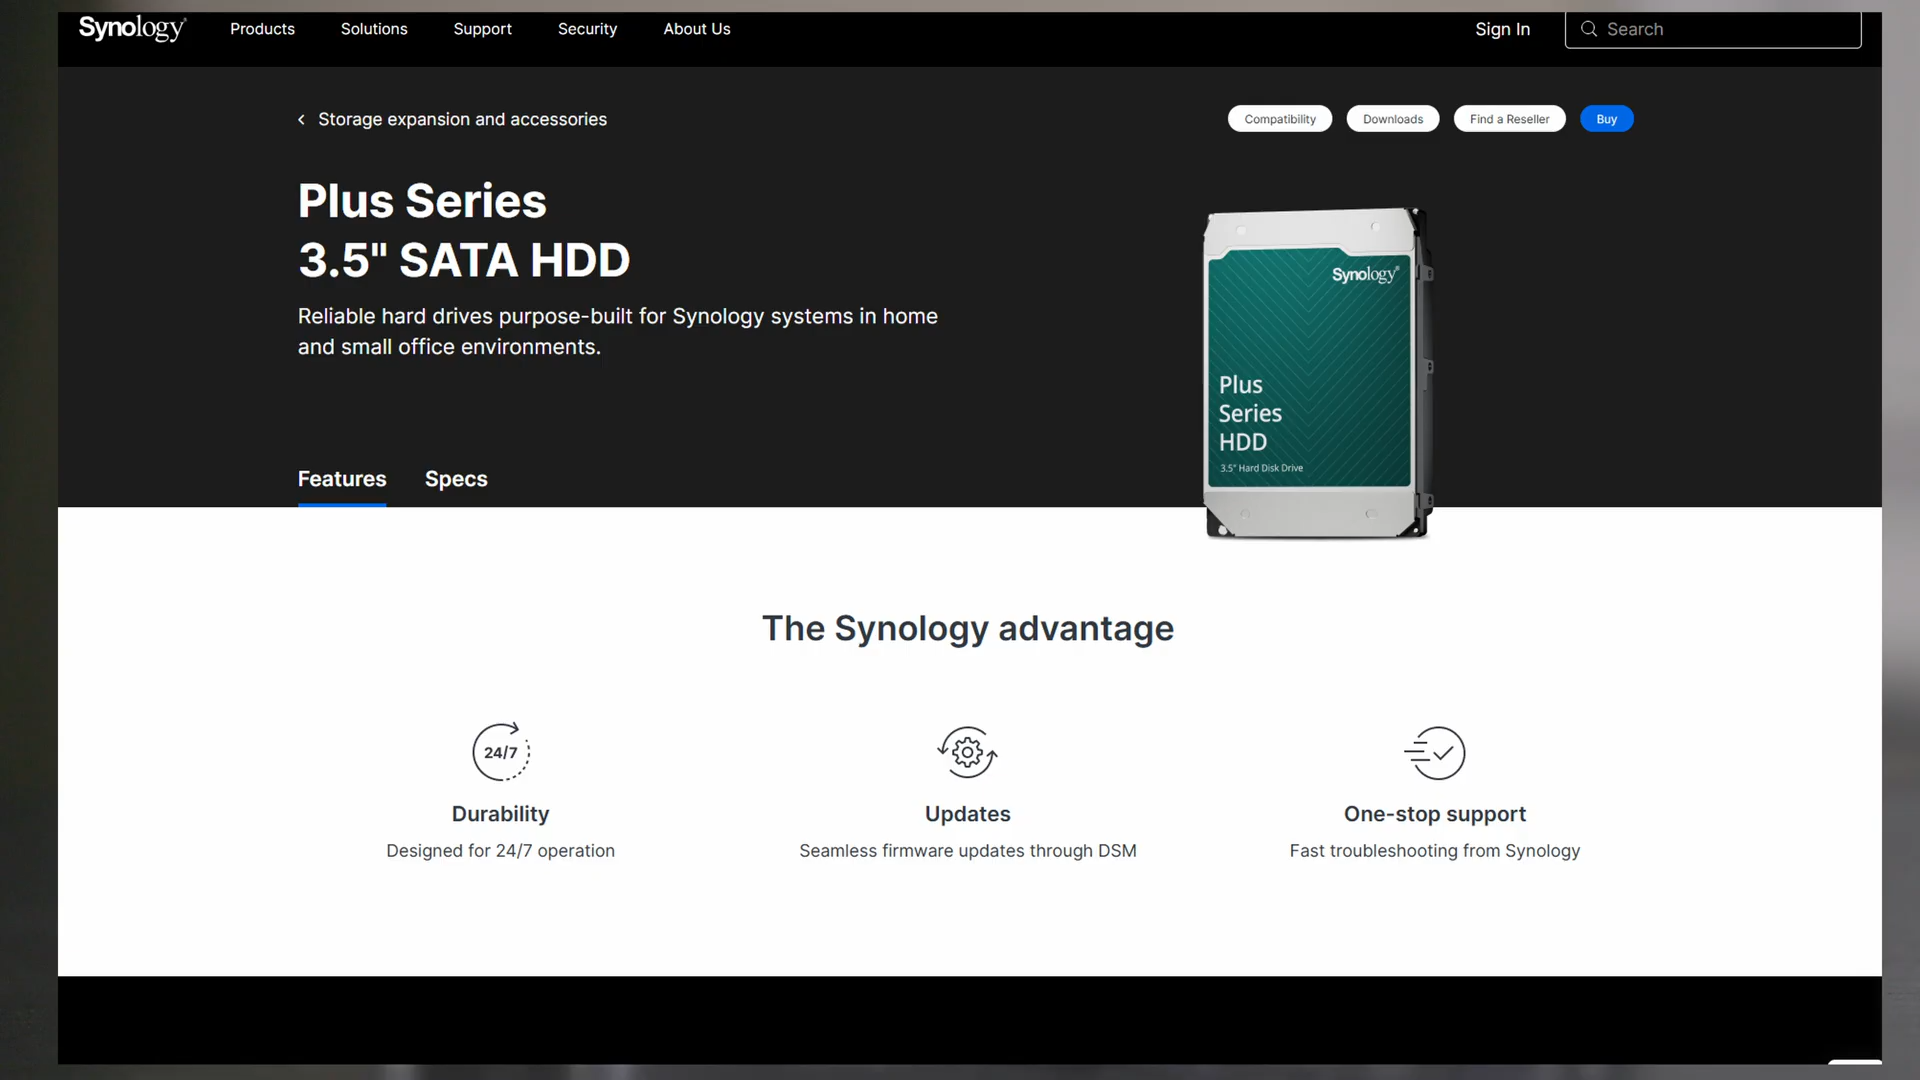 Synology
Products
Solutions
Support
Security
About Us
Sign In
Search
Storage expansion and accessories
Compatibility
Downloads
Find a Reseller
Buy
Plus Series
3.5" SATA HDD
Reliable hard drives purpose-built for Synology systems in home
and small office environments.
Synology
Plus
Series
HDD
3.5" Hard Disk Drive
Features
Specs
The Synology advantage
24/7
Durability
Designed for 24/7 operation
Updates
Seamless firmware updates through DSM
One-stop support
Fast troubleshooting from Synology